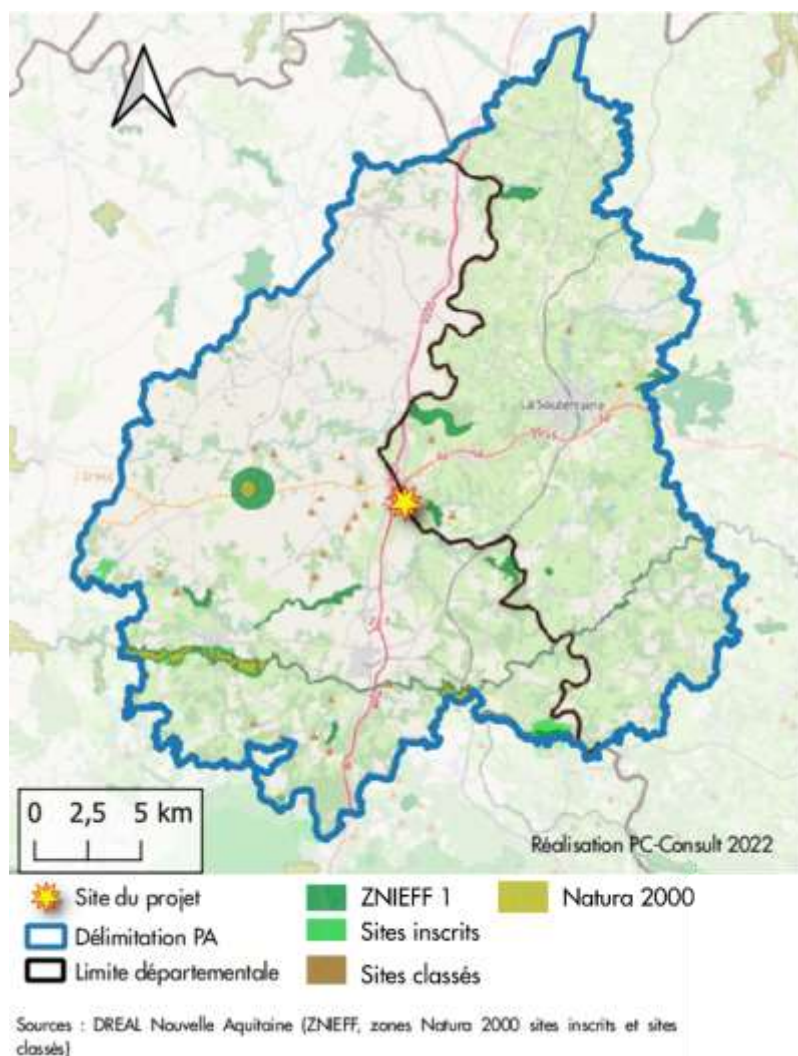 La Souterraine
0 2,5 5 km
Réalisation PC-Consult 2022
Site du projet
Délimitation PA
Limite départementale
ZNIEFF 1
Sites inscrits
Sites classés
Natura 2000
Sources : DREAL Nouvelle Aquitaine (ZNIEFF, zones Natura 2000 sites inscrits et sites
classés)